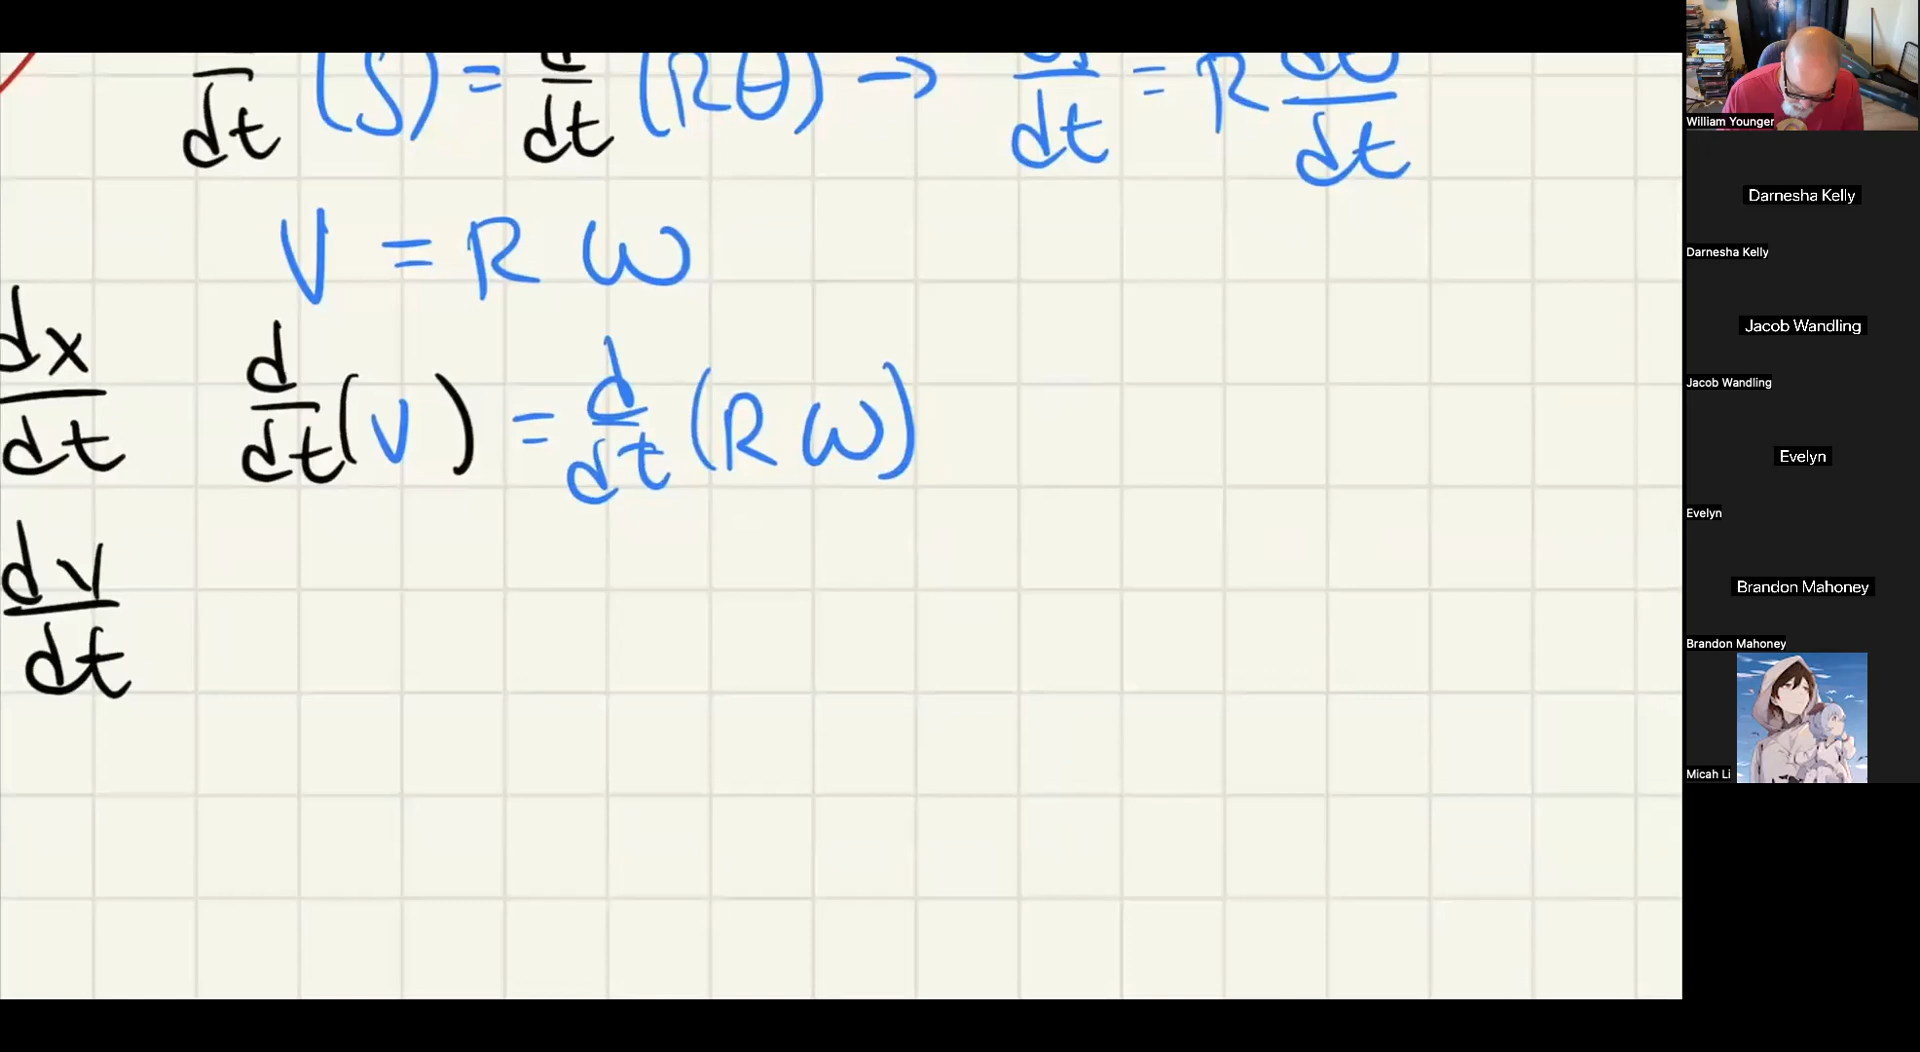 d/dt (S) = d/dt (Rθ) → ds/dt = R dθ/dt
V = R ω
dx/dt
d/dt (V) = d/dt (R ω)
dv/dt
William Younger
Darnesha Kelly
Darnesha Kelly
Jacob Wandling
Jacob Wandling
Evelyn
Evelyn
Brandon Mahoney
Brandon Mahoney
Micah Li